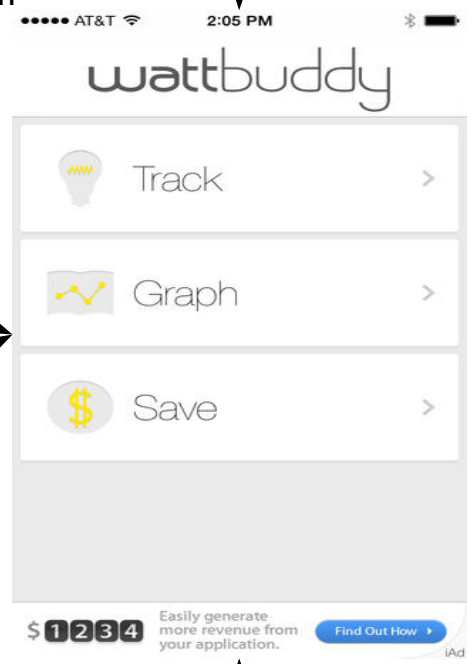 AT&T 2:05 PM
wattbuddy
Track
Graph
$ Save
$1234
Easily generate
more revenue from
your application.
Find Out How
iAd